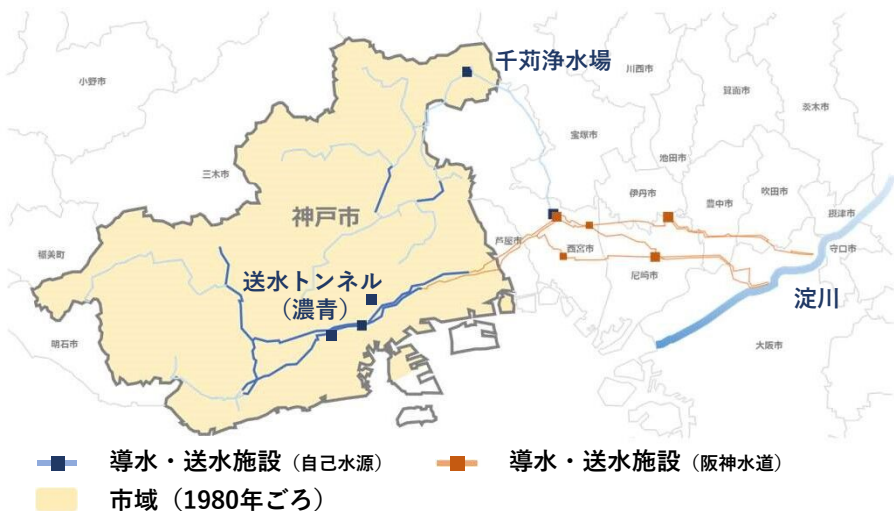 千苅浄水場
小野市
川西市
箕面市
茨木市
宝塚市
池田市
三木市
伊丹市
豊中市
吹田市
摂津市
神戸市
芦屋市
西宮市
守口市
稲美町
尼崎市
送水トンネル
(濃青)
淀川
明石市
大阪市
導水・送水施設(自己水源)
導水・送水施設(阪神水道)
市域(1980年ごろ)